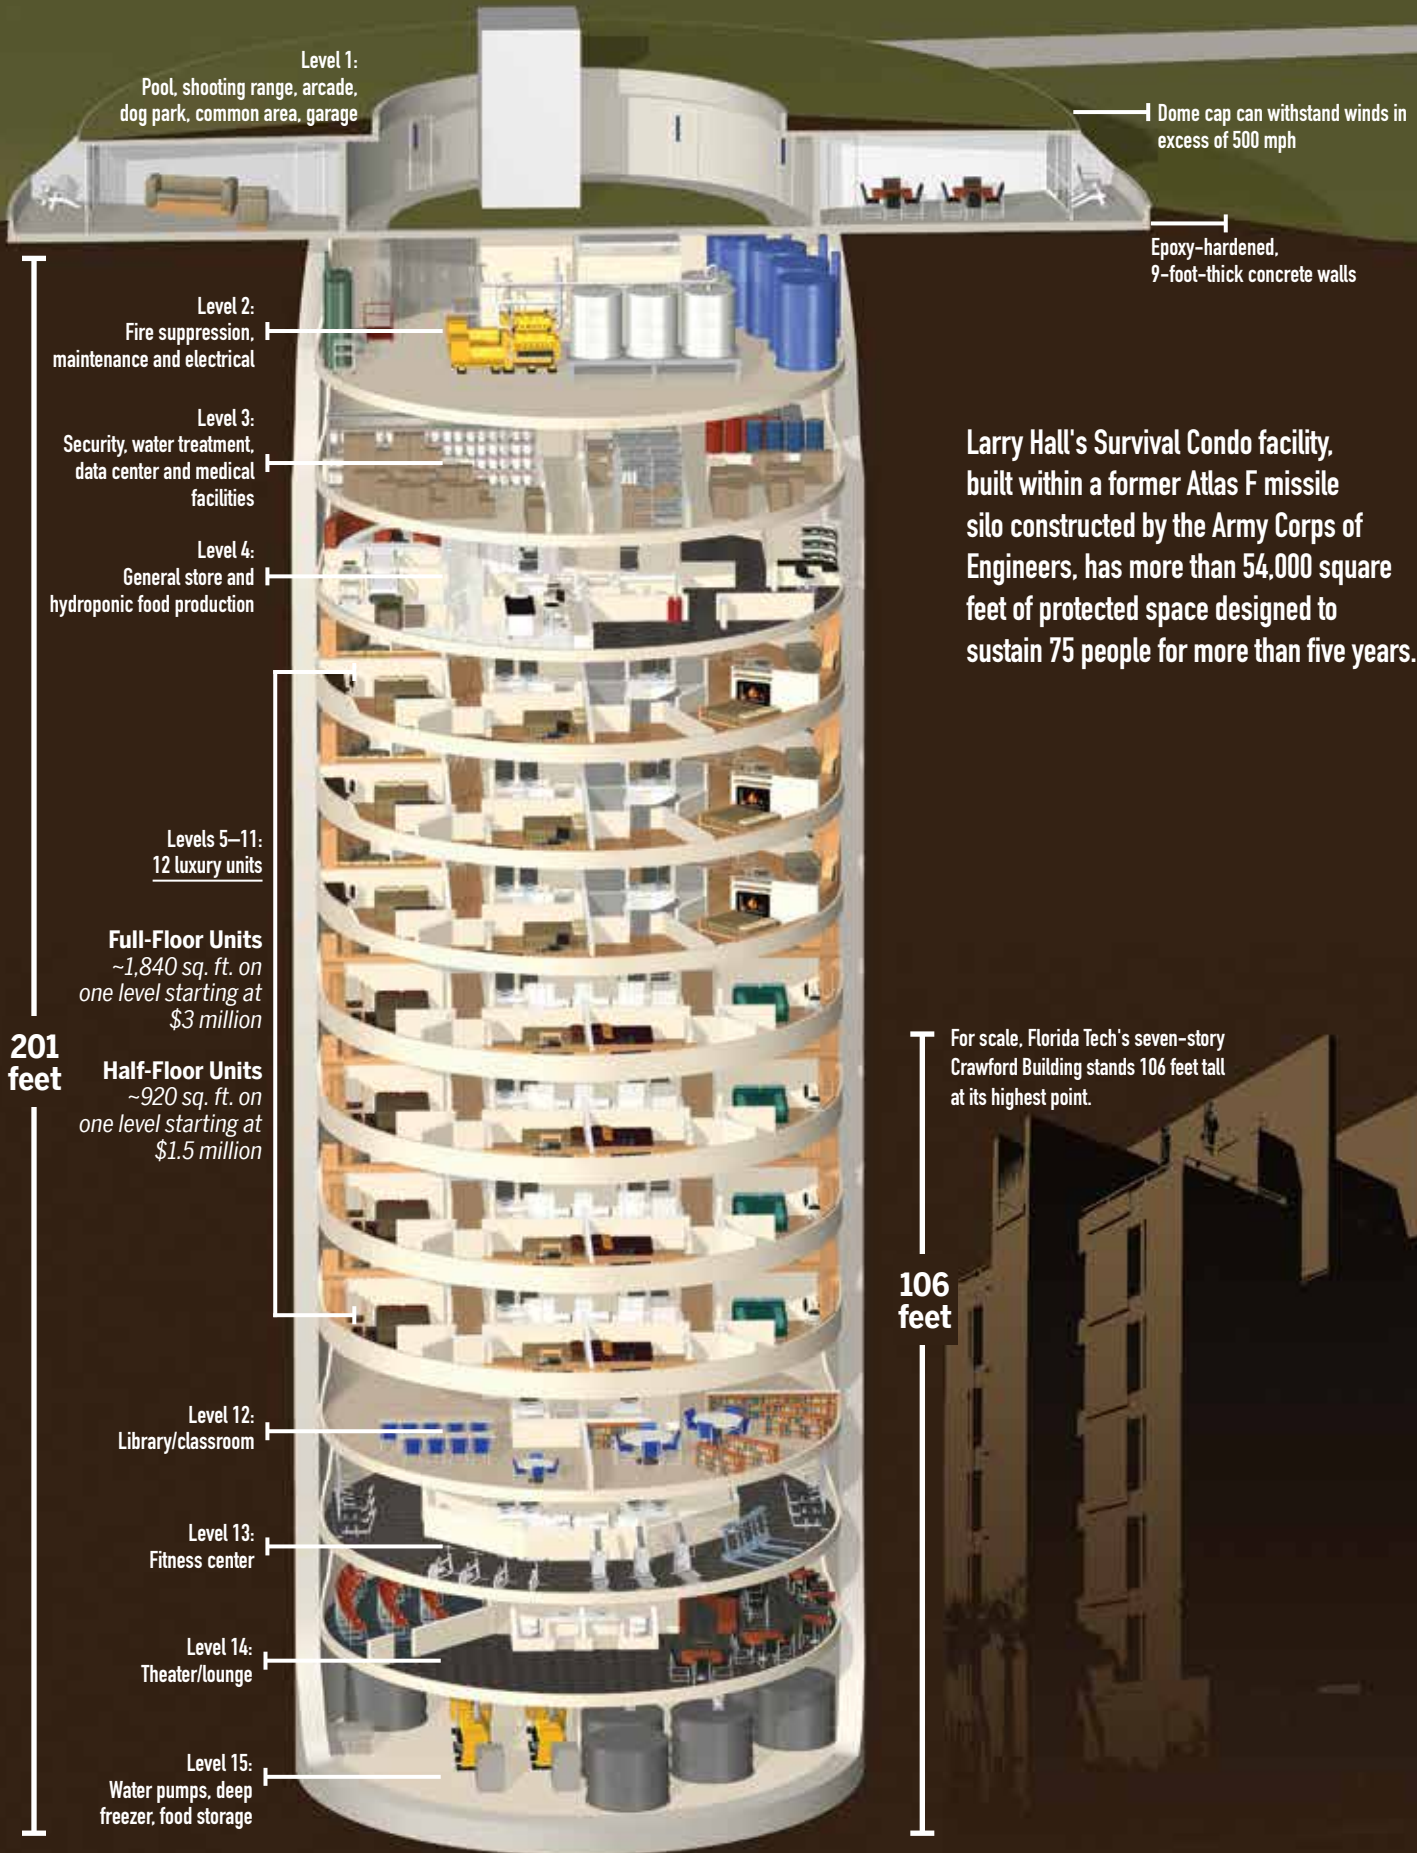 Level 1:
Pool, shooting range, arcade,
dog park, common area, garage
Dome cap can withstand winds in
excess of 500 mph
Epoxy-hardened,
9-foot-thick concrete walls
Level 2:
Fire suppression,
maintenance and electrical
Level 3:
Security, water treatment,
data center and medical
facilities
Level 4:
General store and
hydroponic food production
Larry Hall's Survival Condo facility,
built within a former Atlas F missile
silo constructed by the Army Corps of
Engineers, has more than 54,000 square
feet of protected space designed to
sustain 75 people for more than five years.
Levels 5–11:
12 luxury units
Full-Floor Units
~1,840 sq. ft. on
one level starting at
$3 million
Half-Floor Units
~920 sq. ft. on
one level starting at
$1.5 million
201
feet
For scale, Florida Tech's seven-story
Crawford Building stands 106 feet tall
at its highest point.
106
feet
Level 12:
Library/classroom
Level 13:
Fitness center
Level 14:
Theater/lounge
Level 15:
Water pumps, deep
freezer, food storage